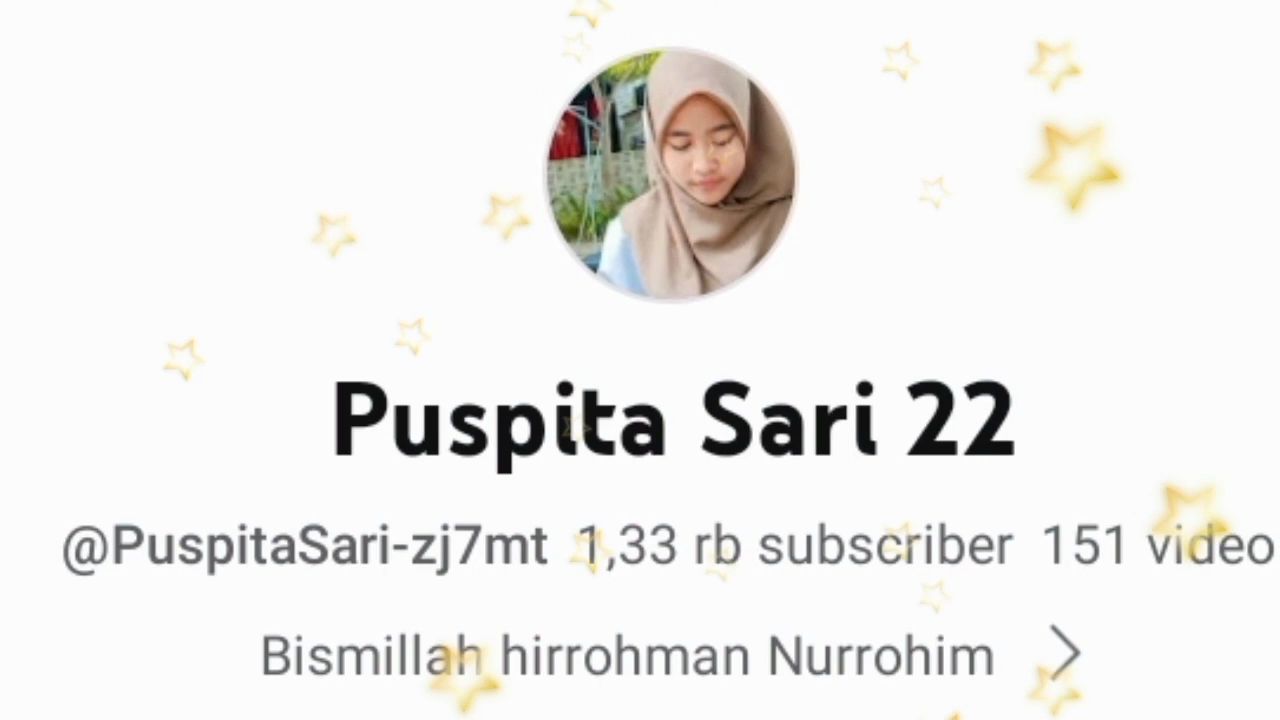 Puspita Sari 22
@PuspitaSari-zj7mt 1,33 rb subscriber 151 video
Bismillah hirrohman Nurrohim